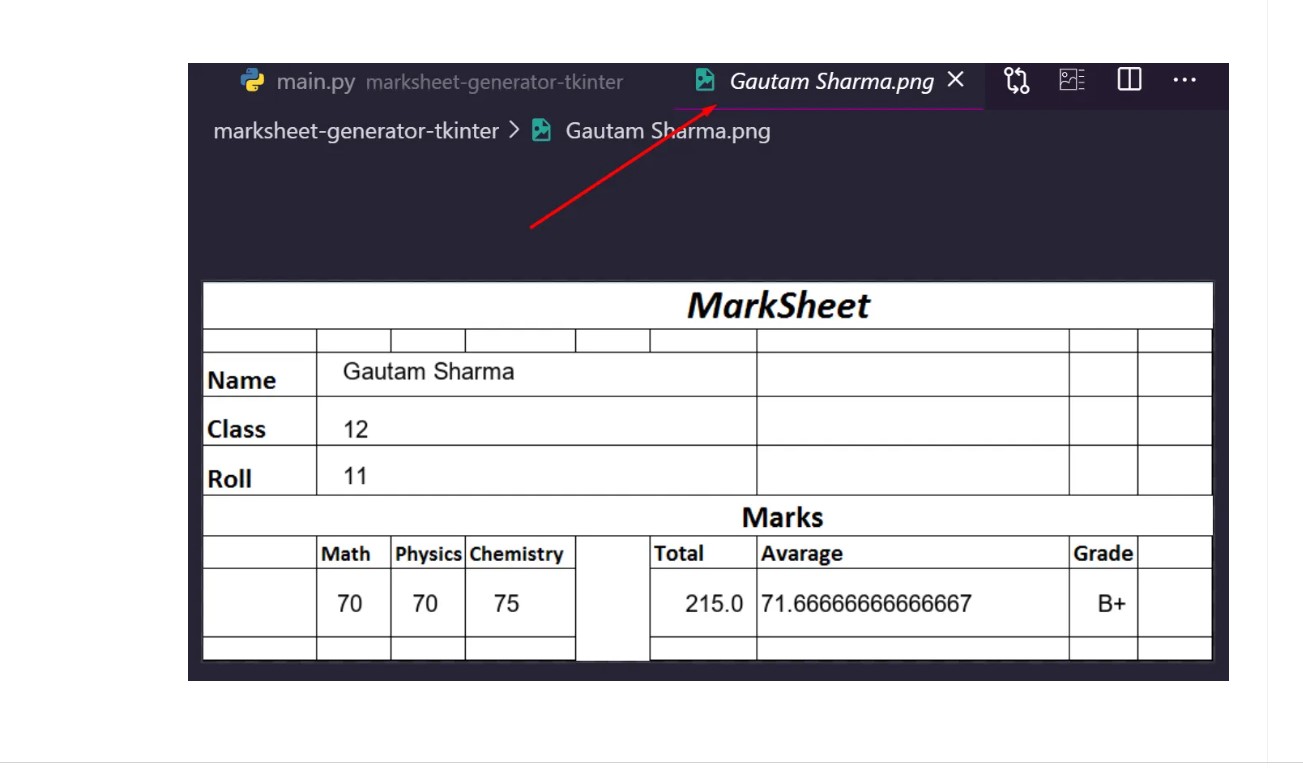 main.py marksheet-generator-tkinter Gautam Sharma.png
marksheet-generator-tkinter > Gautam Sharma.png
MarkSheet
Name Gautam Sharma
Class 12
Roll 11
Marks
Math Physics Chemistry Total Avarage Grade
70 70 75 215.0 71.66666666666667 B+